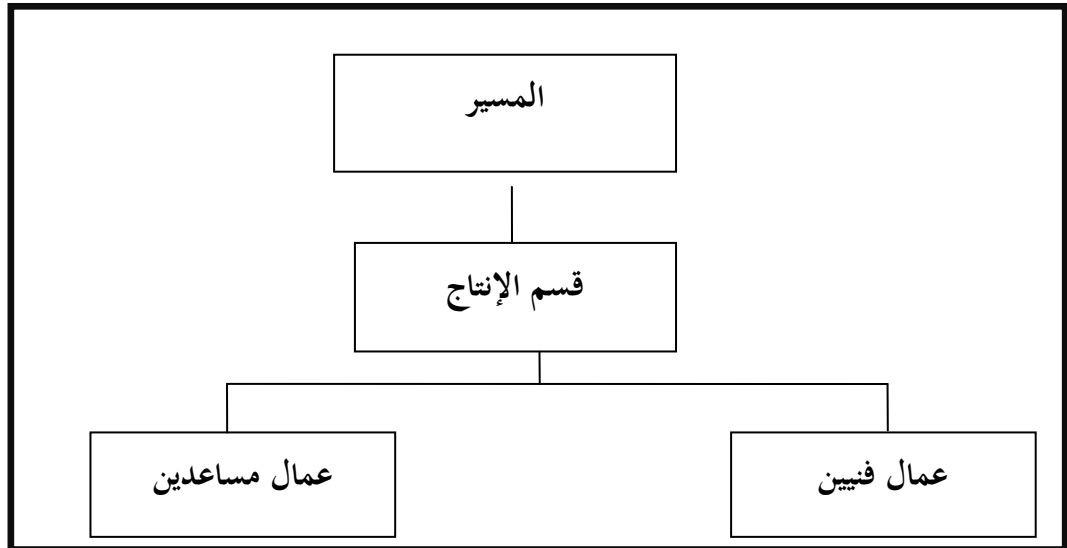 المسير
قسم الإنتاج
عمال فنيين
عمال مساعدين